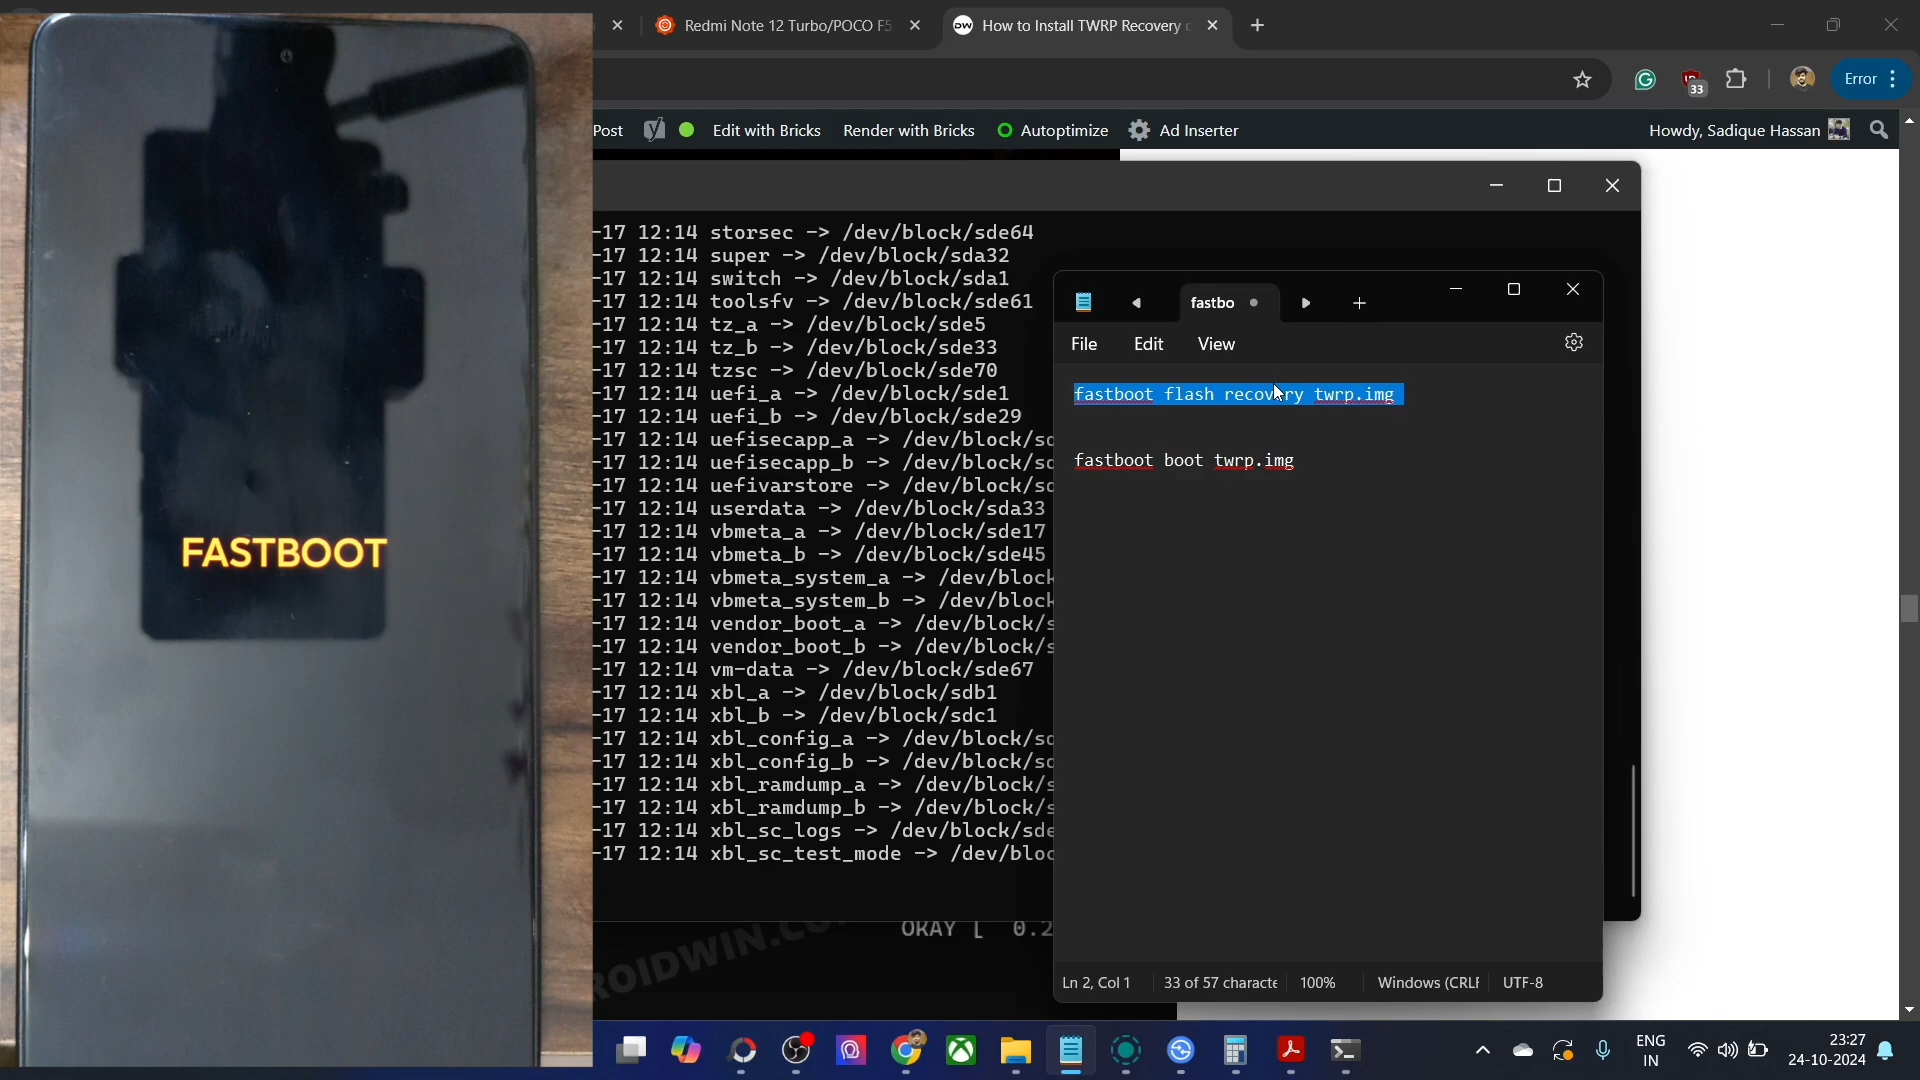 Redmi Note 12 Turbo/POCO F5
How to Install TWRP Recovery
33
Error
Post
Edit with Bricks
Render with Bricks
Autoptimize
Ad Inserter
Howdy, Sadique Hassan
-17 12:14 storsec -> /dev/block/sde64
-17 12:14 super -> /dev/block/sda32
-17 12:14 switch -> /dev/block/sda1
-17 12:14 toolsfv -> /dev/block/sde61
-17 12:14 tz_a -> /dev/block/sde5
-17 12:14 tz_b -> /dev/block/sde33
-17 12:14 tzsc -> /dev/block/sde70
-17 12:14 uefi_a -> /dev/block/sde1
-17 12:14 uefi_b -> /dev/block/sde29
-17 12:14 uefisecapp_a -> /dev/block/sd
-17 12:14 uefisecapp_b -> /dev/block/sd
-17 12:14 uefivarstore -> /dev/block/sd
-17 12:14 userdata -> /dev/block/sda33
-17 12:14 vbmeta_a -> /dev/block/sde17
-17 12:14 vbmeta_b -> /dev/block/sde45
-17 12:14 vbmeta_system_a -> /dev/block
-17 12:14 vbmeta_system_b -> /dev/block
-17 12:14 vendor_boot_a -> /dev/block/s
-17 12:14 vendor_boot_b -> /dev/block/s
-17 12:14 vm-data -> /dev/block/sde67
-17 12:14 xbl_a -> /dev/block/sdb1
-17 12:14 xbl_b -> /dev/block/sdc1
-17 12:14 xbl_config_a -> /dev/block/sd
-17 12:14 xbl_config_b -> /dev/block/sd
-17 12:14 xbl_ramdump_a -> /dev/block/s
-17 12:14 xbl_ramdump_b -> /dev/block/s
-17 12:14 xbl_sc_logs -> /dev/block/sde
-17 12:14 xbl_sc_test_mode -> /dev/bloc
OKAY [ 0.2
ROIDWIN.CO
fastbo
File Edit View
fastboot flash recovery twrp.img
fastboot boot twrp.img
Ln 2, Col 1
33 of 57 characte
100%
Windows (CRLF
UTF-8
FASTBOOT
ENG
IN
23:27
24-10-2024